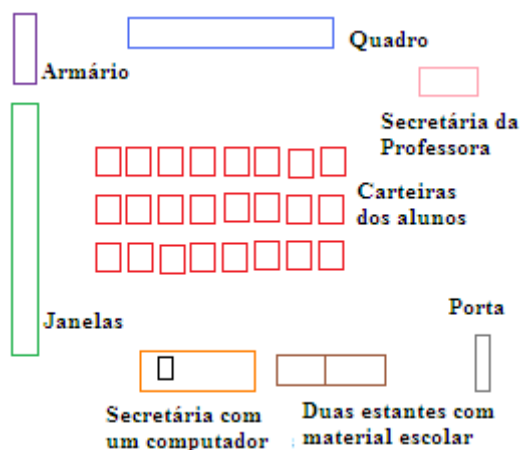 Quadro
Armário
Secretária da
Professora
Carteiras
dos alunos
Janelas
Porta
Secretária com
um computador
Duas estantes com
material escolar